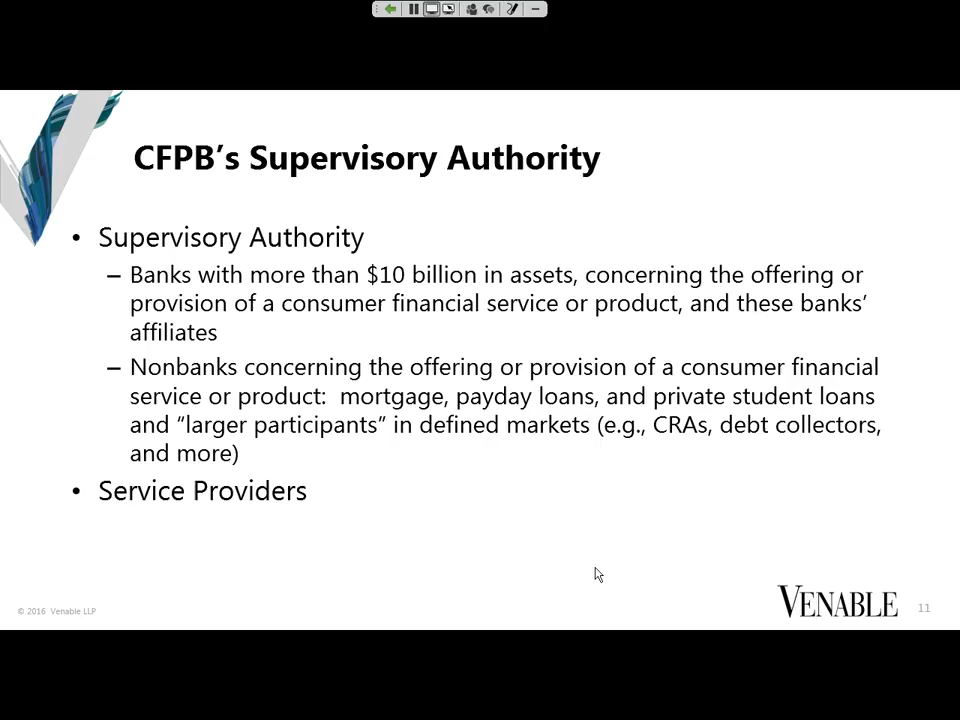 CFPB’s Supervisory Authority
• Supervisory Authority
– Banks with more than $10 billion in assets, concerning the offering or
provision of a consumer financial service or product, and these banks’
affiliates
– Nonbanks concerning the offering or provision of a consumer financial
service or product:  mortgage, payday loans, and private student loans
and “larger participants” in defined markets (e.g., CRAs, debt collectors,
and more)
• Service Providers
© 2016 Venable LLP
VENABLE
11